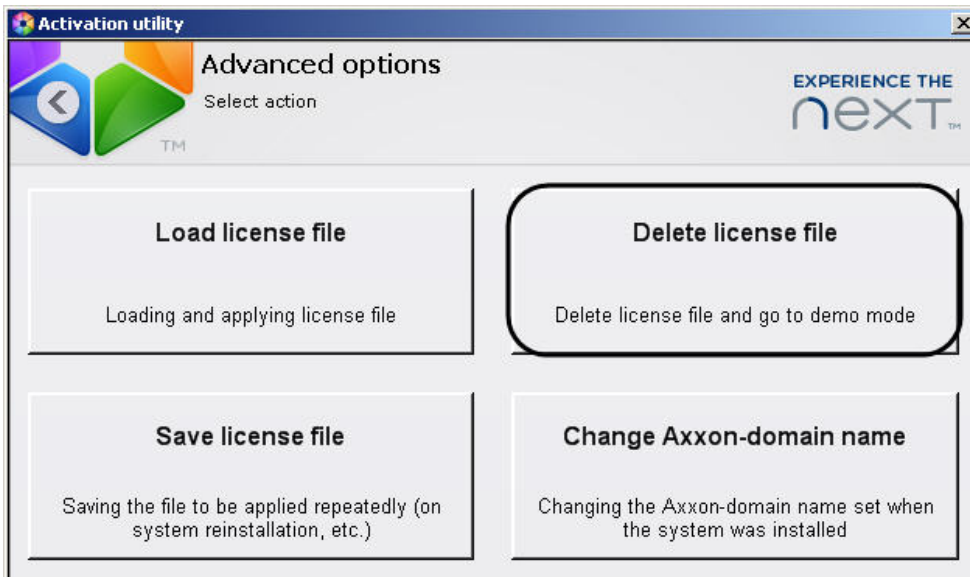 Activation utility
Advanced options
Select action
TM
EXPERIENCE THE
next TM
Load license file
Loading and applying license file
Delete license file
Delete license file and go to demo mode
Save license file
Saving the file to be applied repeatedly (on
system reinstallation, etc.)
Change Axxon-domain name
Changing the Axxon-domain name set when
the system was installed